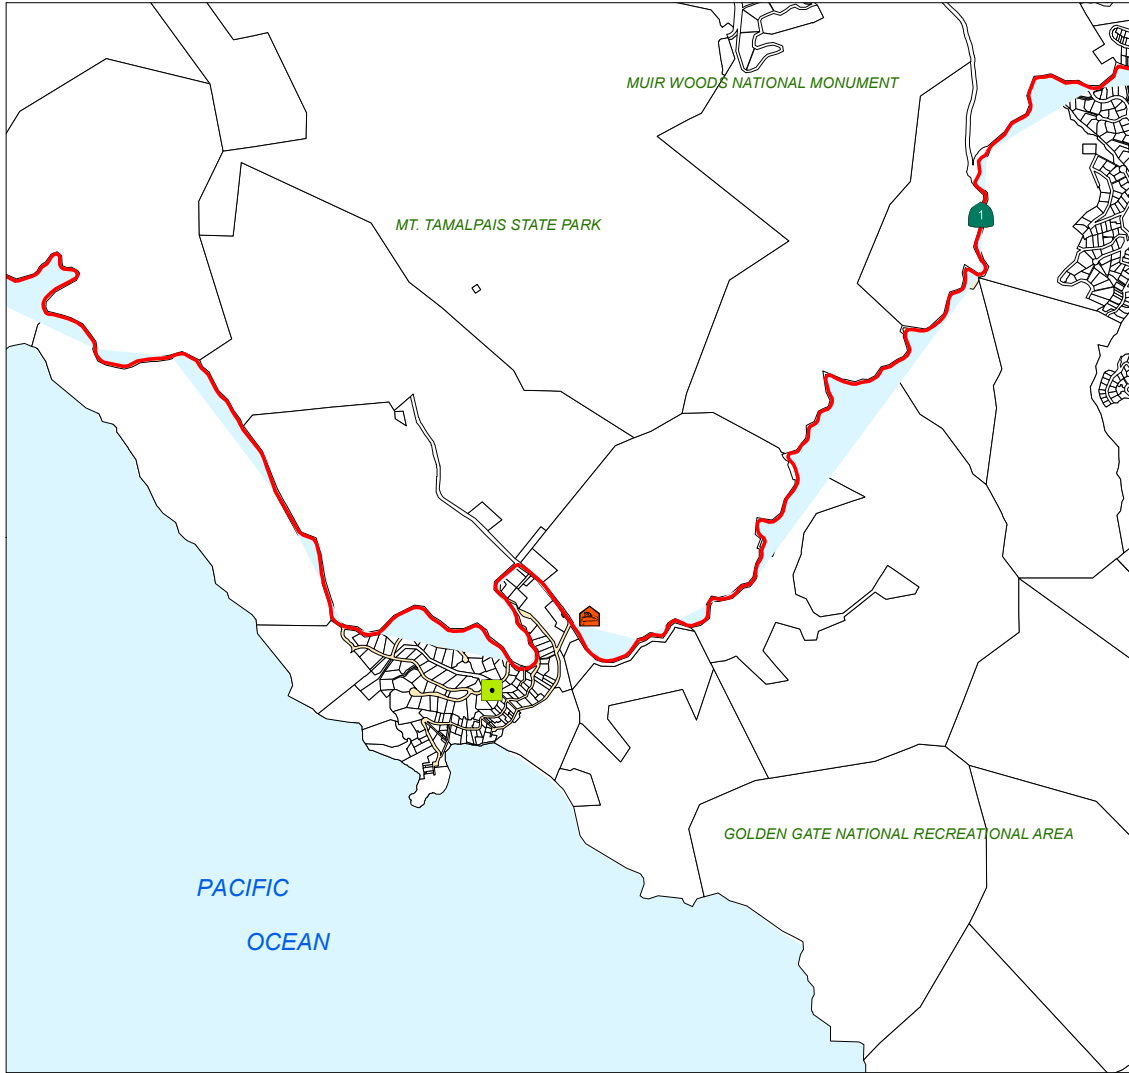 MUIR WOODS NATIONAL MONUMENT
MT. TAMALPAIS STATE PARK
1
GOLDEN GATE NATIONAL RECREATIONAL AREA
PACIFIC
OCEAN